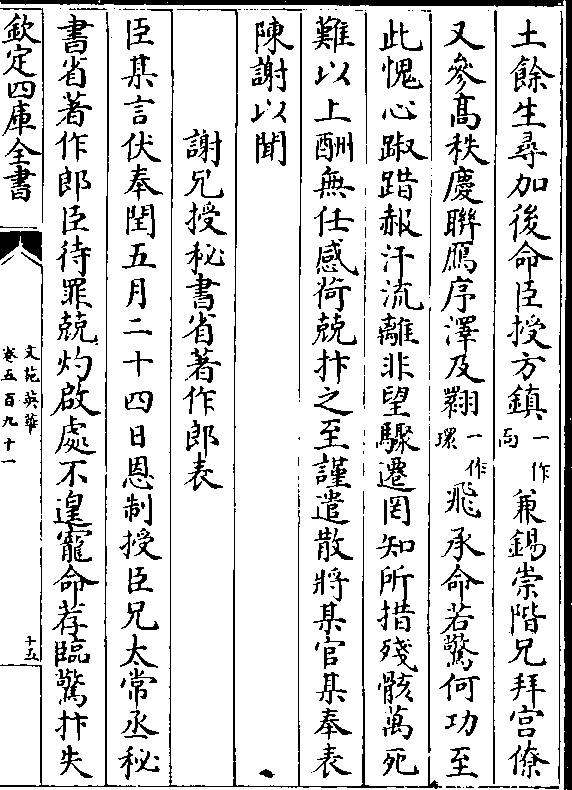 土餘生尋加後命臣授方鎮一作兩兼錫崇階兄拜宫僚
又參髙秩慶聯鴈序澤及翾一作環飛承命若驚何功至
此愧心踧踖赧汗流離非望驟遷罔知所措殘骸萬死
難以上酬無任感荷兢抃之至謹遣散將某官某奉表
陳謝以聞
謝兄授秘書省著作郎表
臣某言伏奉閏五月二十四日恩制授臣兄太常丞秘
書省著作郎臣待罪兢灼啟處不遑寵命荐臨驚抃失
欽定四庫全書
文苑英華
卷五百九十一
十五